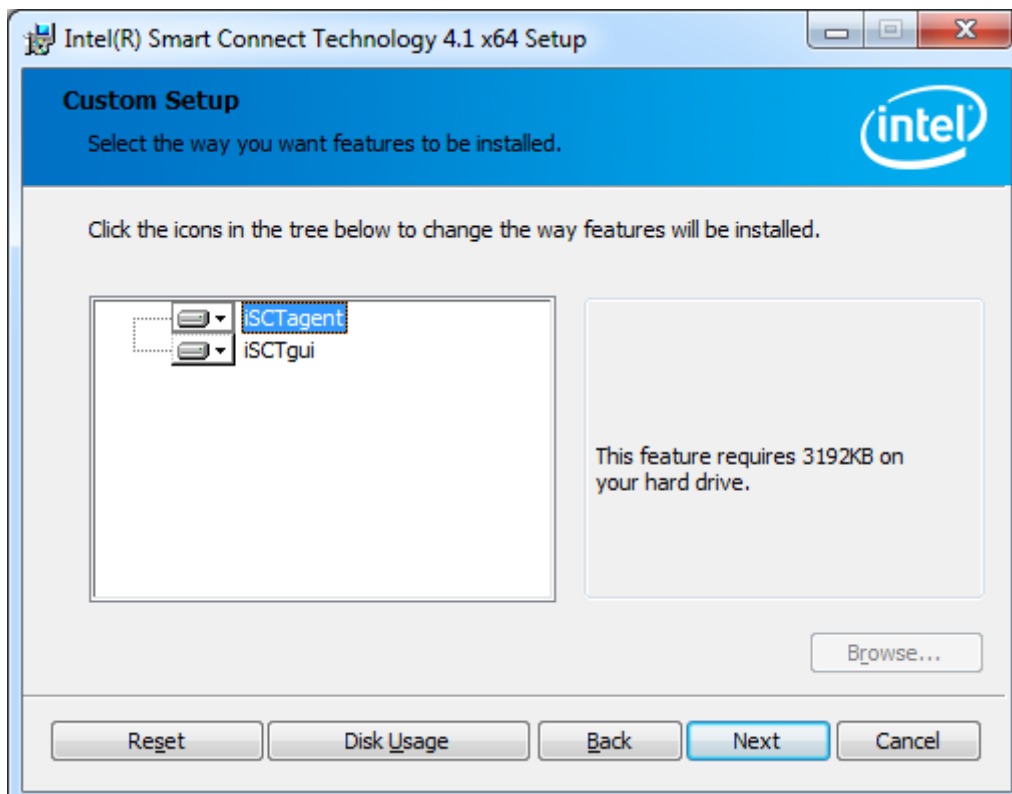 Intel(R) Smart Connect Technology 4.1 x64 Setup
Custom Setup
Select the way you want features to be installed.
intel
Click the icons in the tree below to change the way features will be installed.
iSCTagent
iSCTgui
This feature requires 3192KB on
your hard drive.
Browse...
Reset
Disk Usage
Back
Next
Cancel